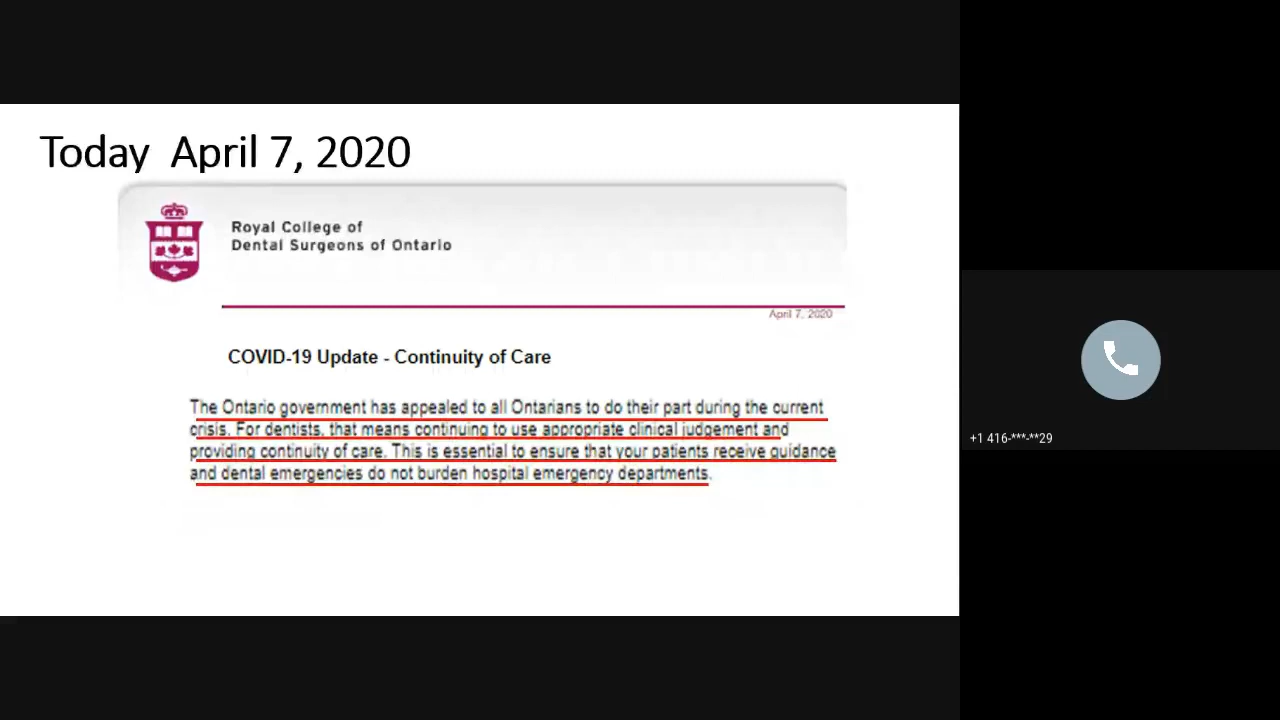 Today April 7, 2020
Royal College of
Dental Surgeons of Ontario
April 7, 2020
COVID-19 Update - Continuity of Care
The Ontario government has appealed to all Ontarians to do their part during the current
crisis. For dentists, that means continuing to use appropriate clinical judgement and
providing continuity of care. This is essential to ensure that your patients receive guidance
and dental emergencies do not burden hospital emergency departments.
+1 416-***-**29